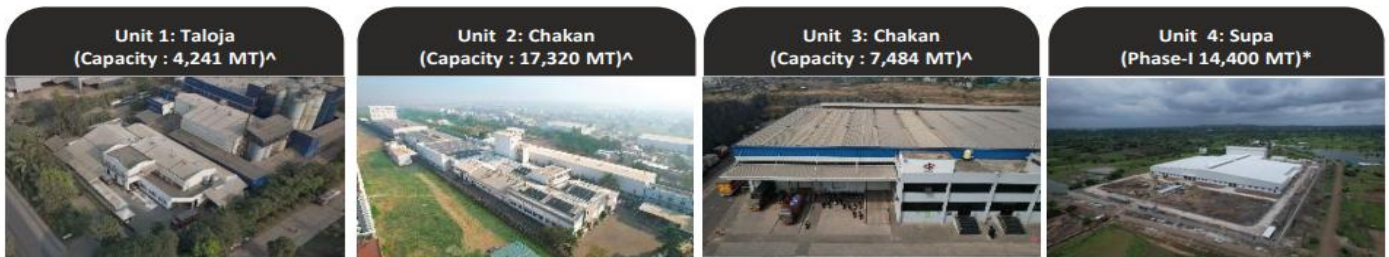 Unit 1: Taloja
(Capacity : 4,241 MT)^
Unit 2: Chakan
(Capacity : 17,320 MT)^
Unit 3: Chakan
(Capacity : 7,484 MT)^
Unit 4: Supa
(Phase-I 14,400 MT)*